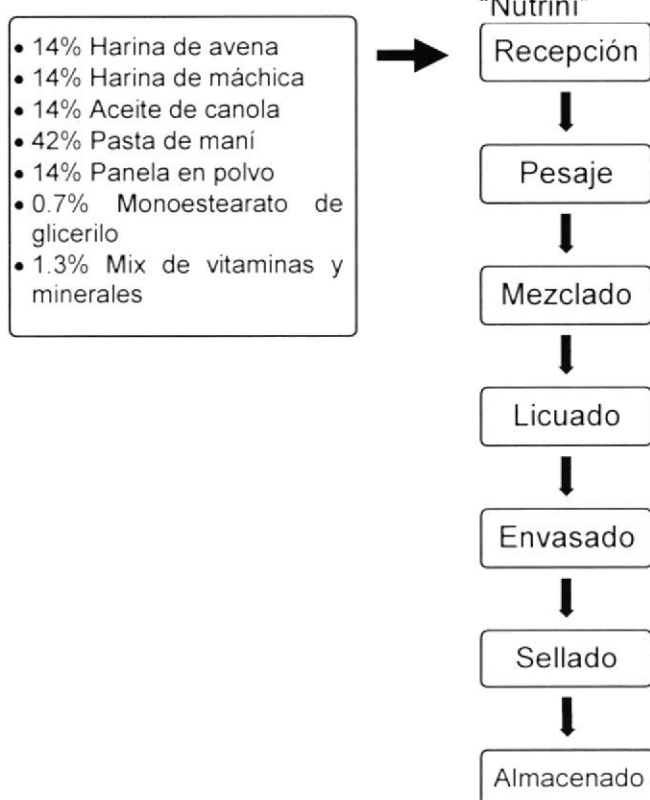 "Nutrini"
• 14% Harina de avena
• 14% Harina de máchica
• 14% Aceite de canola
• 42% Pasta de maní
• 14% Panela en polvo
• 0.7% Monoestearato de
glicerilo
• 1.3% Mix de vitaminas y
minerales
Recepción
Pesaje
Mezclado
Licuado
Envasado
Sellado
Almacenado